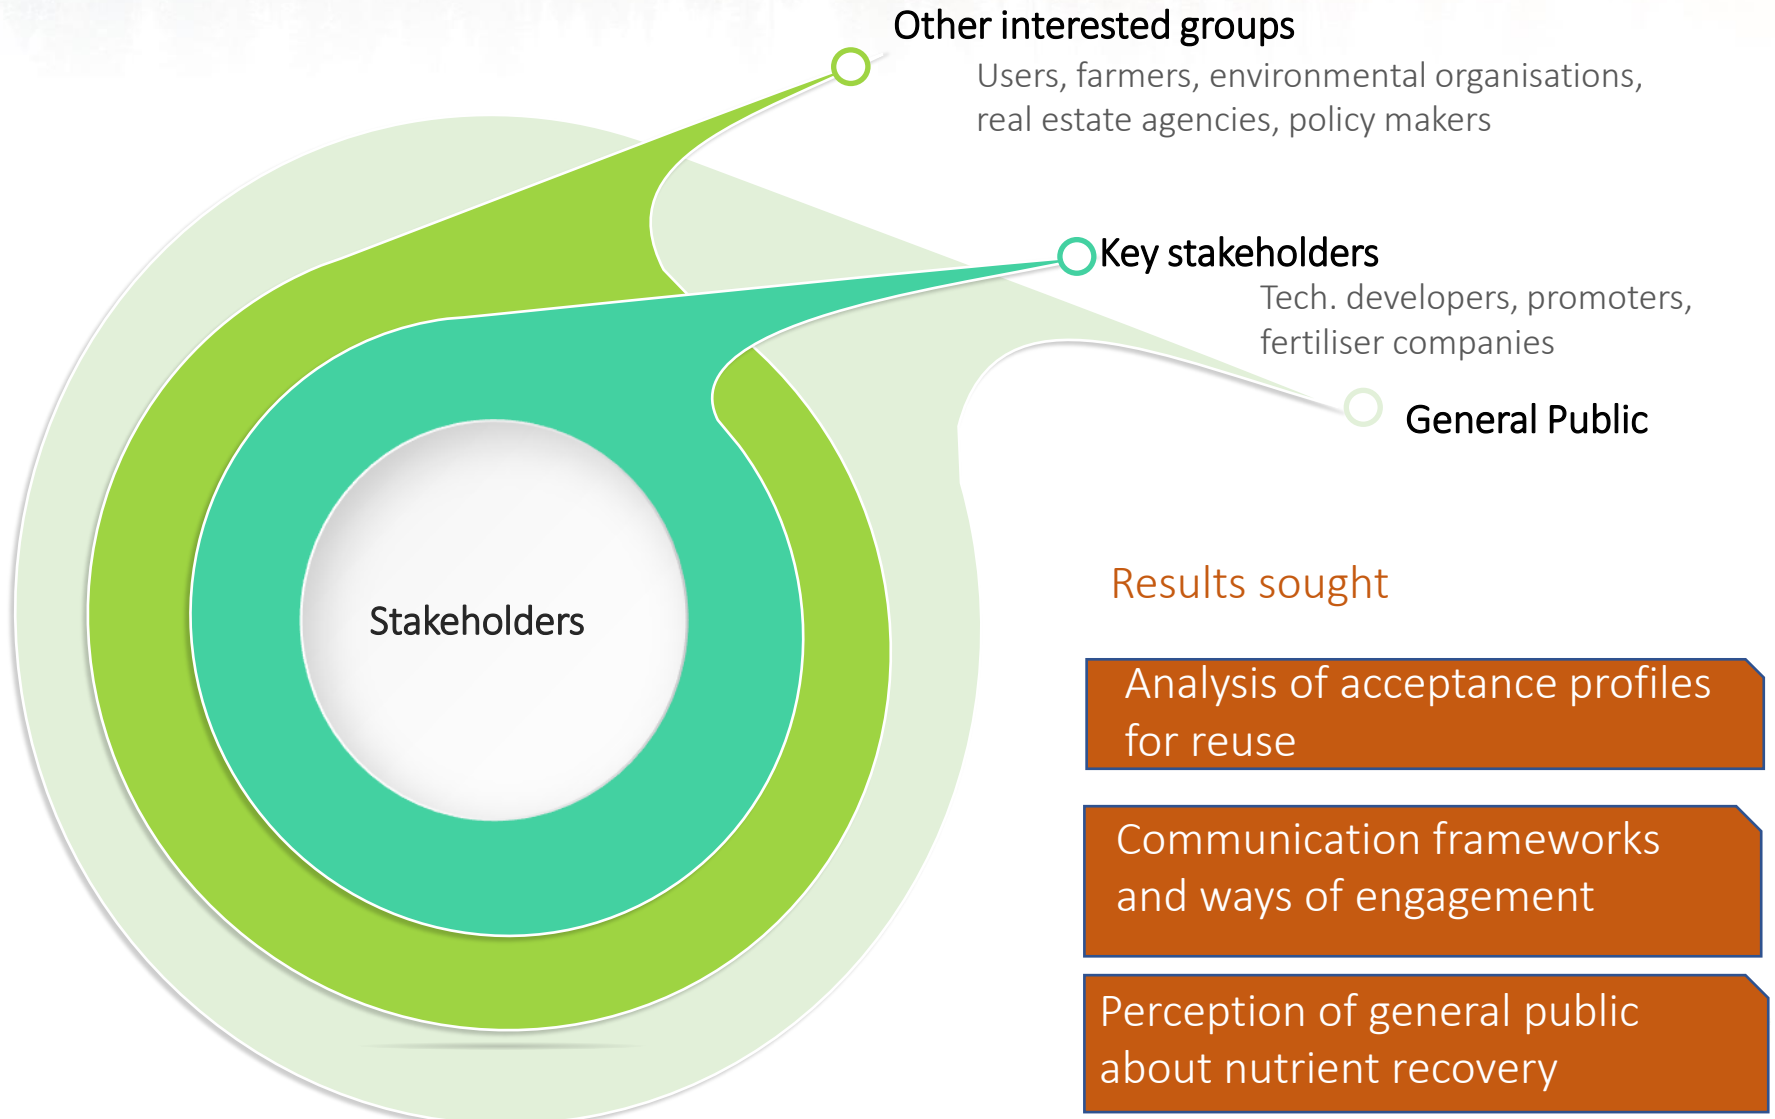 Other interested groups
Users, farmers, environmental organisations,
real estate agencies, policy makers
Key stakeholders
Tech. developers, promoters,
fertiliser companies
General Public
Stakeholders
Results sought
Analysis of acceptance profiles
for reuse
Communication frameworks
and ways of engagement
Perception of general public
about nutrient recovery